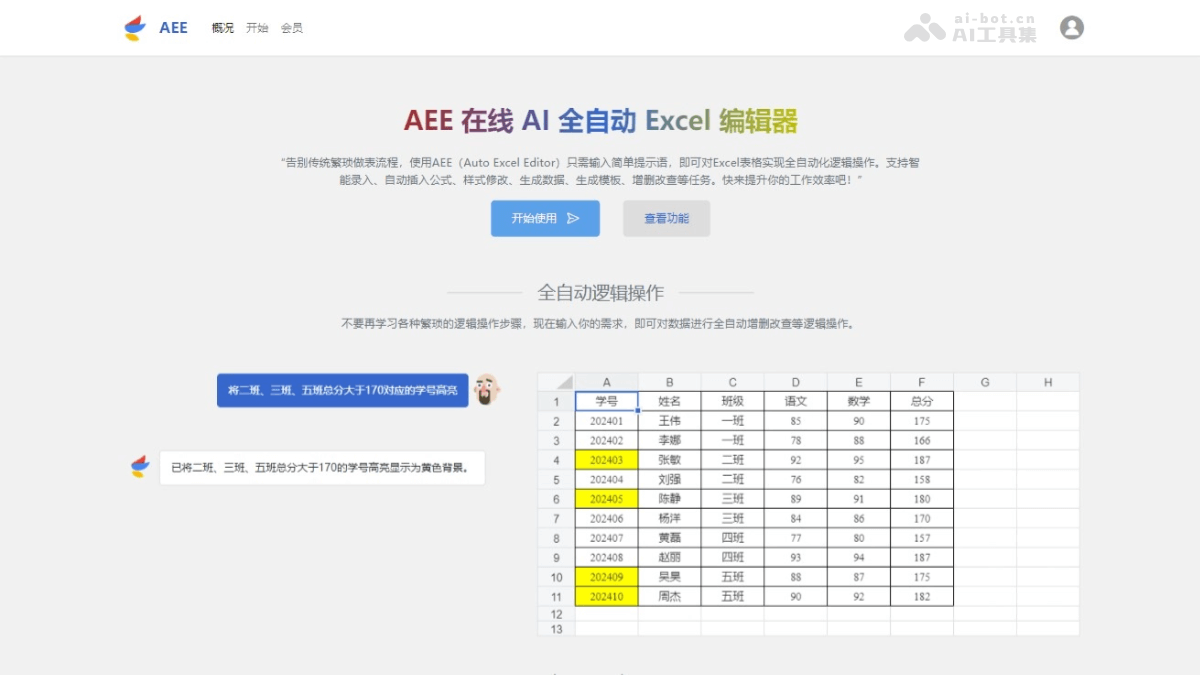 AEE 概况 开始 会员
ai-bot.cn
AI工具集
AEE 在线 AI 全自动 Excel 编辑器
“告别传统繁琐做表流程，使用AEE（Auto Excel Editor）只需输入简单提示语，即可对Excel表格实现全自动化逻辑操作。支持智
能录入、自动插入公式、样式修改、生成数据、生成模板、增删改查等任务。快来提升你的工作效率吧！”
开始使用 查看功能
全自动逻辑操作
不要再学习各种繁琐的逻辑操作步骤，现在输入你的需求，即可对数据进行全自动增删改查等逻辑操作。
将二班、三班、五班总分大于170对应的学号高亮
已将二班、三班、五班总分大于170的学号高亮显示为黄色背景。
A B C D E F G H
1 学号 姓名 班级 语文 数学 总分
2 202401 王伟 一班 85 90 175
3 202402 李娜 一班 78 88 166
4 202403 张敏 二班 92 95 187
5 202404 刘强 二班 76 82 158
6 202405 陈静 三班 89 91 180
7 202406 杨洋 三班 84 86 170
8 202407 黄磊 四班 77 80 157
9 202408 赵丽 四班 93 94 187
10 202409 吴昊 五班 88 87 175
11 202410 周杰 五班 90 92 182
12
13